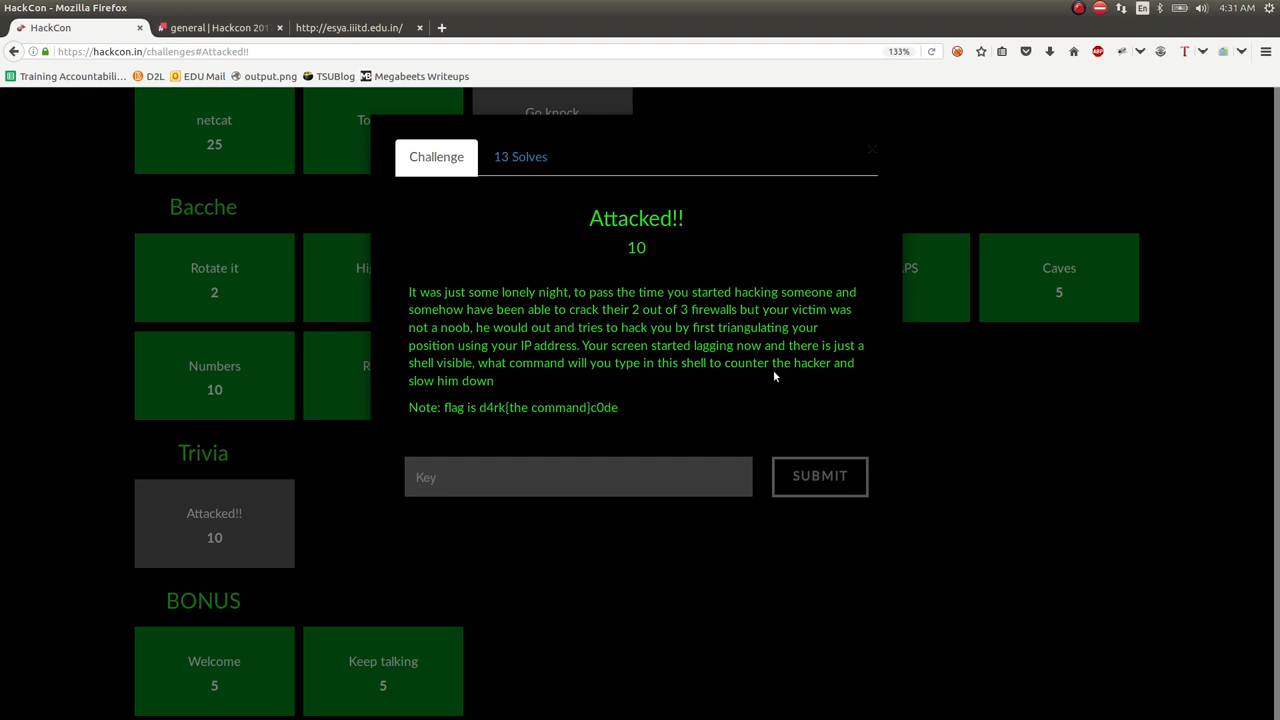 HackCon - Mozilla Firefox
En
4:31 AM
HackCon
general | Hackcon 201
http://esya.iiitd.edu.in/
https://hackcon.in/challenges#Attacked!!
133%
ABP
Training Accountabili...
D2L
EDU Mail
output.png
TSUBlog
Megabeets Writeups
netcat
25
To
Go knock
Challenge
13 Solves
Attacked!!
10
It was just some lonely night, to pass the time you started hacking someone and
somehow have been able to crack their 2 out of 3 firewalls but your victim was
not a noob, he would out and tries to hack you by first triangulating your
position using your IP address. Your screen started lagging now and there is just a
shell visible, what command will you type in this shell to counter the hacker and
slow him down
Note: flag is d4rk{the command}c0de
Key
SUBMIT
Bacche
Rotate it
2
Hi
PS
Caves
5
Numbers
10
R
Trivia
Attacked!!
10
BONUS
Welcome
5
Keep talking
5